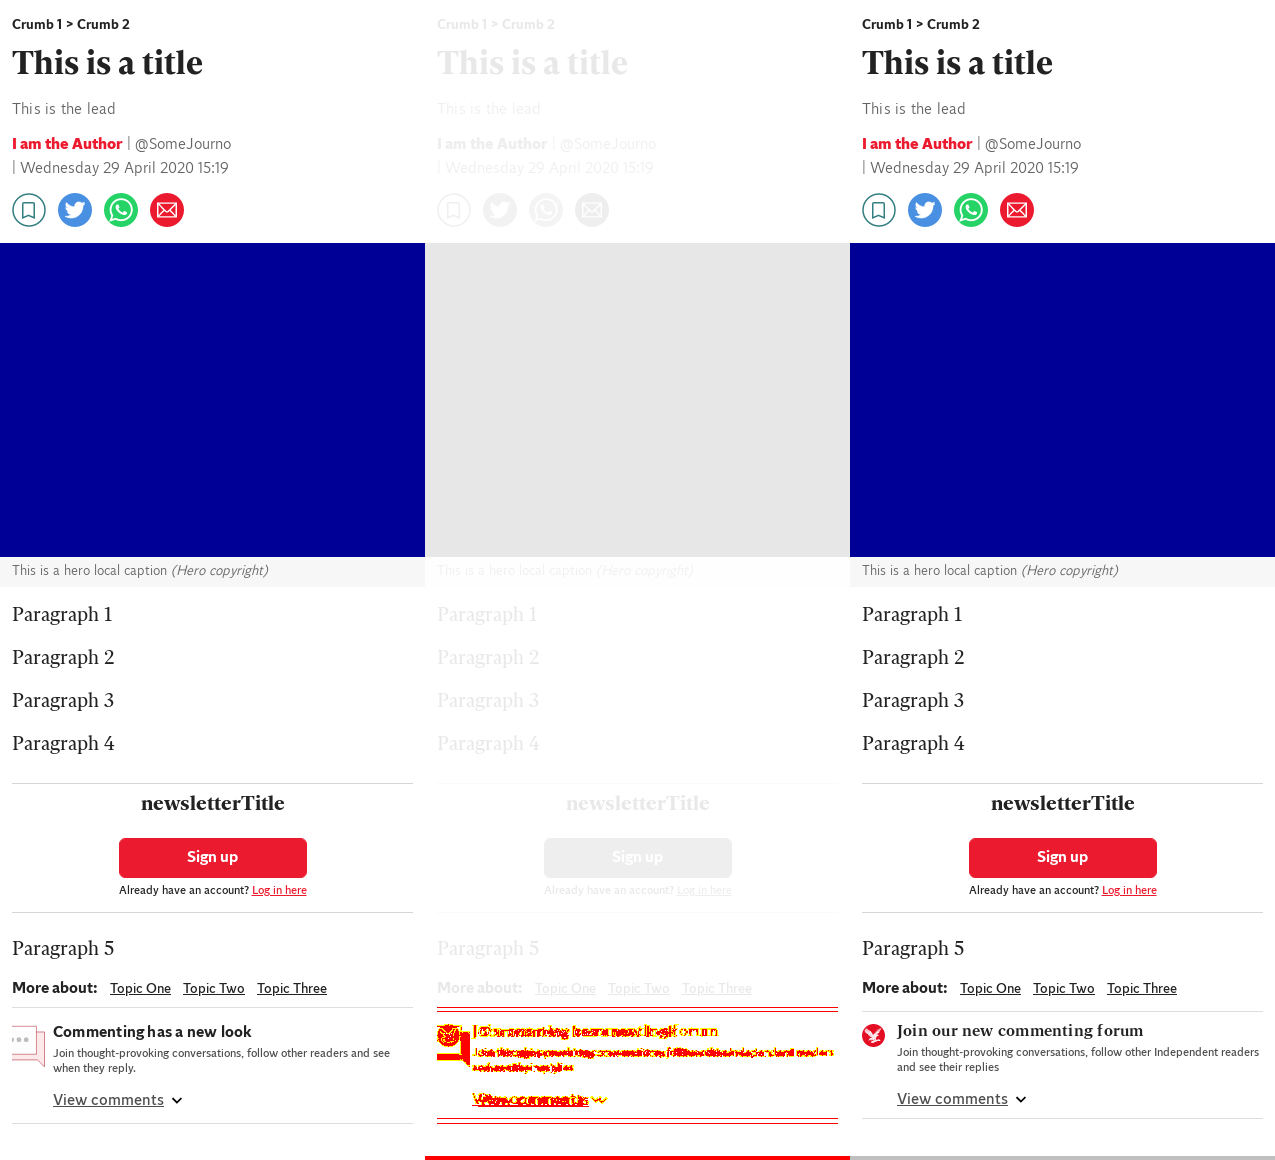 Crumb 1 > Crumb 2
This is a title
This is the lead
I am the Author | @SomeJourno
| Wednesday 29 April 2020 15:19
This is a hero local caption (Hero copyright)
Paragraph 1
Paragraph 2
Paragraph 3
Paragraph 4
newsletterTitle
Sign up
Already have an account? Log in here
Paragraph 5
More about: Topic One Topic Two Topic Three
Commenting has a new look
Join thought-provoking conversations, follow other readers and see
when they reply.
View comments
Crumb 1 > Crumb 2
This is a title
This is the lead
I am the Author | @SomeJourno
| Wednesday 29 April 2020 15:19
This is a hero local caption (Hero copyright)
Paragraph 1
Paragraph 2
Paragraph 3
Paragraph 4
newsletterTitle
Sign up
Already have an account? Log in here
Paragraph 5
More about: Topic One Topic Two Topic Three
View comments
Crumb 1 > Crumb 2
This is a title
This is the lead
I am the Author | @SomeJourno
| Wednesday 29 April 2020 15:19
This is a hero local caption (Hero copyright)
Paragraph 1
Paragraph 2
Paragraph 3
Paragraph 4
newsletterTitle
Sign up
Already have an account? Log in here
Paragraph 5
More about: Topic One Topic Two Topic Three
Join our new commenting forum
Join thought-provoking conversations, follow other Independent readers
and see their replies
View comments